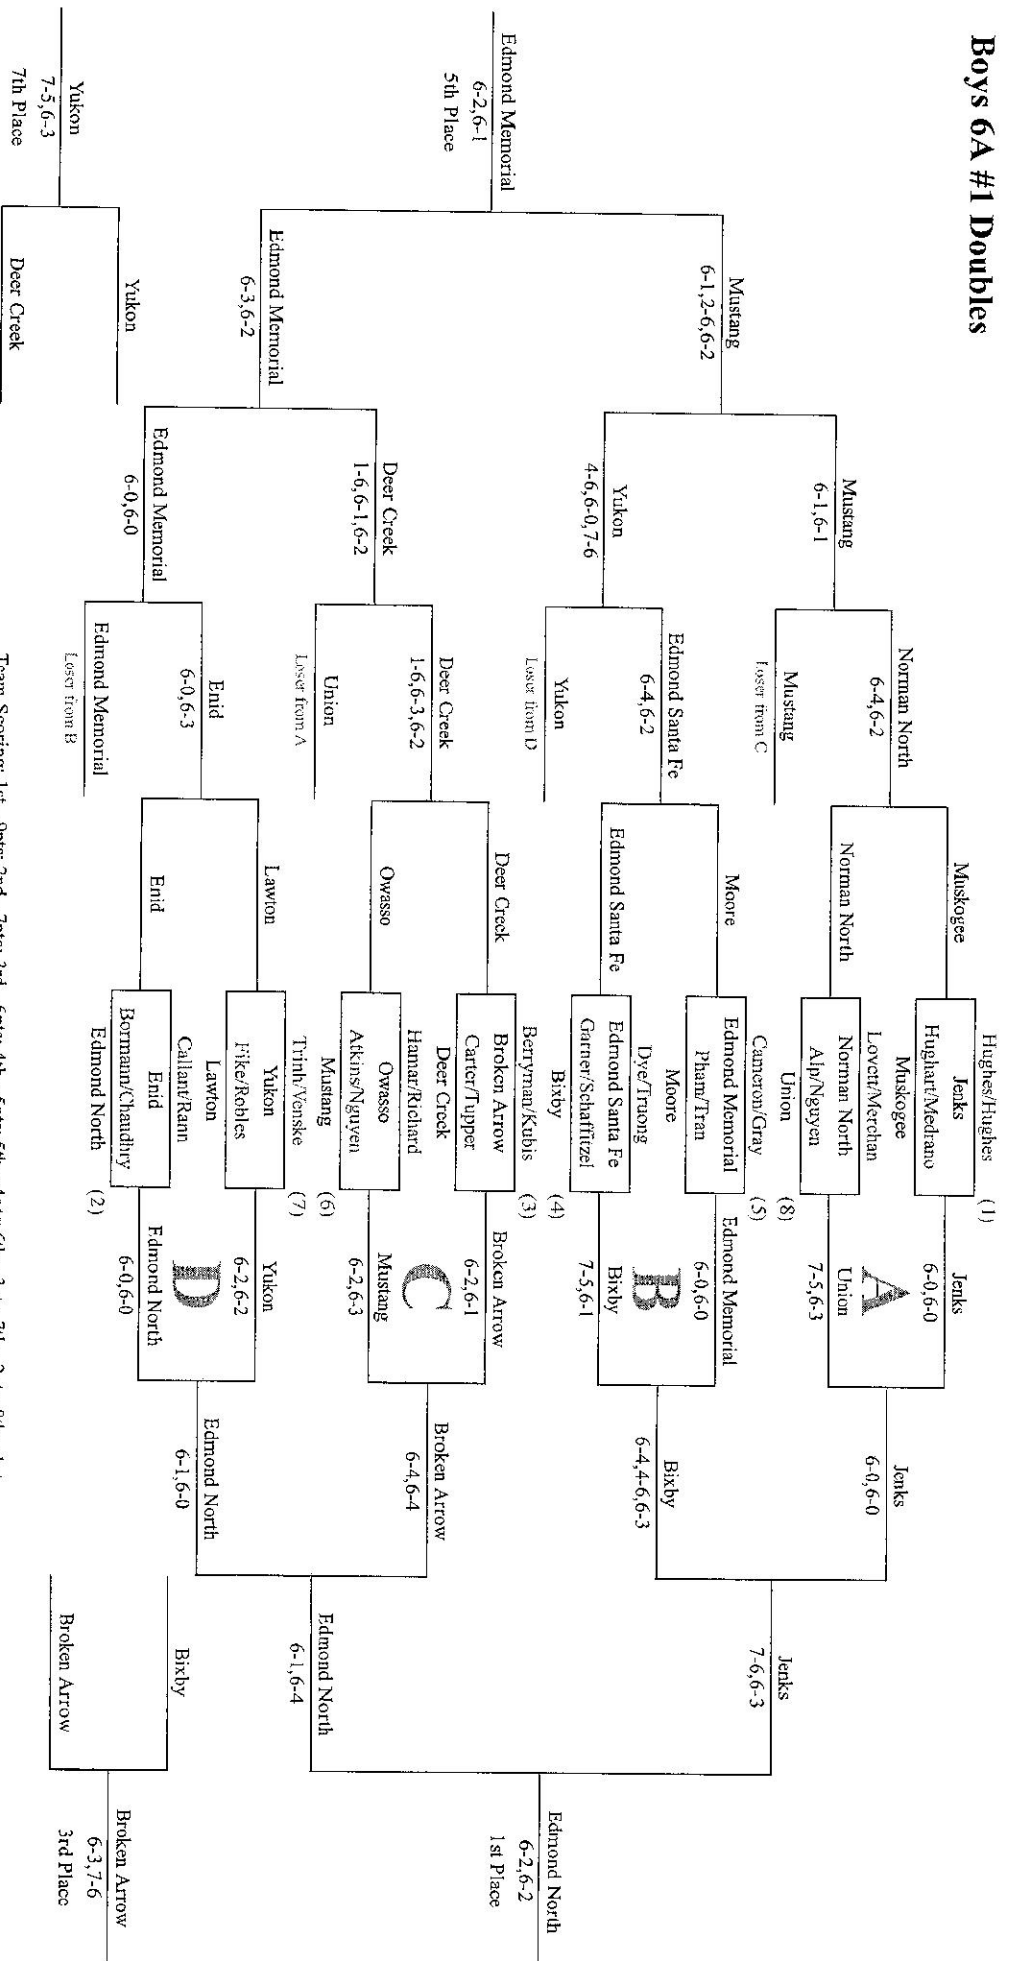 Boys 6A #1 Doubles
Edmond Memorial
6-2,6-1
5th Place
Yukon
7-5,6-3
7th Place
Mustang
6-1,2-6,6-2
Edmond Memorial
6-3,6-2
Yukon
Deer Creek
Mustang
6-1,6-1
Yukon
4-6,6-0,7-6
Deer Creek
1-6,6-1,6-2
Edmond Memorial
6-0,6-0
Norman North
6-4,6-2
Mustang
Loser from C
Edmond Santa Fe
6-4,6-2
Yukon
Loser from D
Deer Creek
1-6,6-3,6-2
Union
Loser from A
Enid
6-0,6-3
Edmond Memorial
Loser from B
Muskogee
Norman North
Moore
Edmond Santa Fe
Deer Creek
Owasso
Lawton
Enid
Hughes/Hughes (1)
Jenks
Hughart/Medrano
Muskogee
Lovett/Merchan
Norman North
Alp/Nguyen
Union (8)
Cameron/Gray (5)
Edmond Memorial
Pham/Tran
Moore
Dye/Truong
Edmond Santa Fe
Garner/Schaffitzel
Bixby (4)
Berryman/Kubis (3)
Broken Arrow
Carter/Tupper
Deer Creek
Hannar/Richard
Owasso
Atkins/Nguyen
Mustang (6)
Trinh/Venske (7)
Yukon
Fike/Robles
Lawton
Callant/Rann
Enid
Bormann/Chaudhry
Edmond North (2)
Jenks
6-0,6-0
A
Union
7-5,6-3
Edmond Memorial
6-0,6-0
B
Bixby
7-5,6-1
Broken Arrow
6-2,6-1
C
Mustang
6-2,6-3
Yukon
6-2,6-2
D
Edmond North
6-0,6-0
Jenks
6-0,6-0
Bixby
6-4,4-6,6-3
Broken Arrow
6-4,6-4
Edmond North
6-1,6-0
Jenks
7-6,6-3
Edmond North
6-1,6-4
Bixby
Broken Arrow
Edmond North
6-2,6-2
1st Place
Broken Arrow
6-3,7-6
3rd Place
Team Scoring: 1st